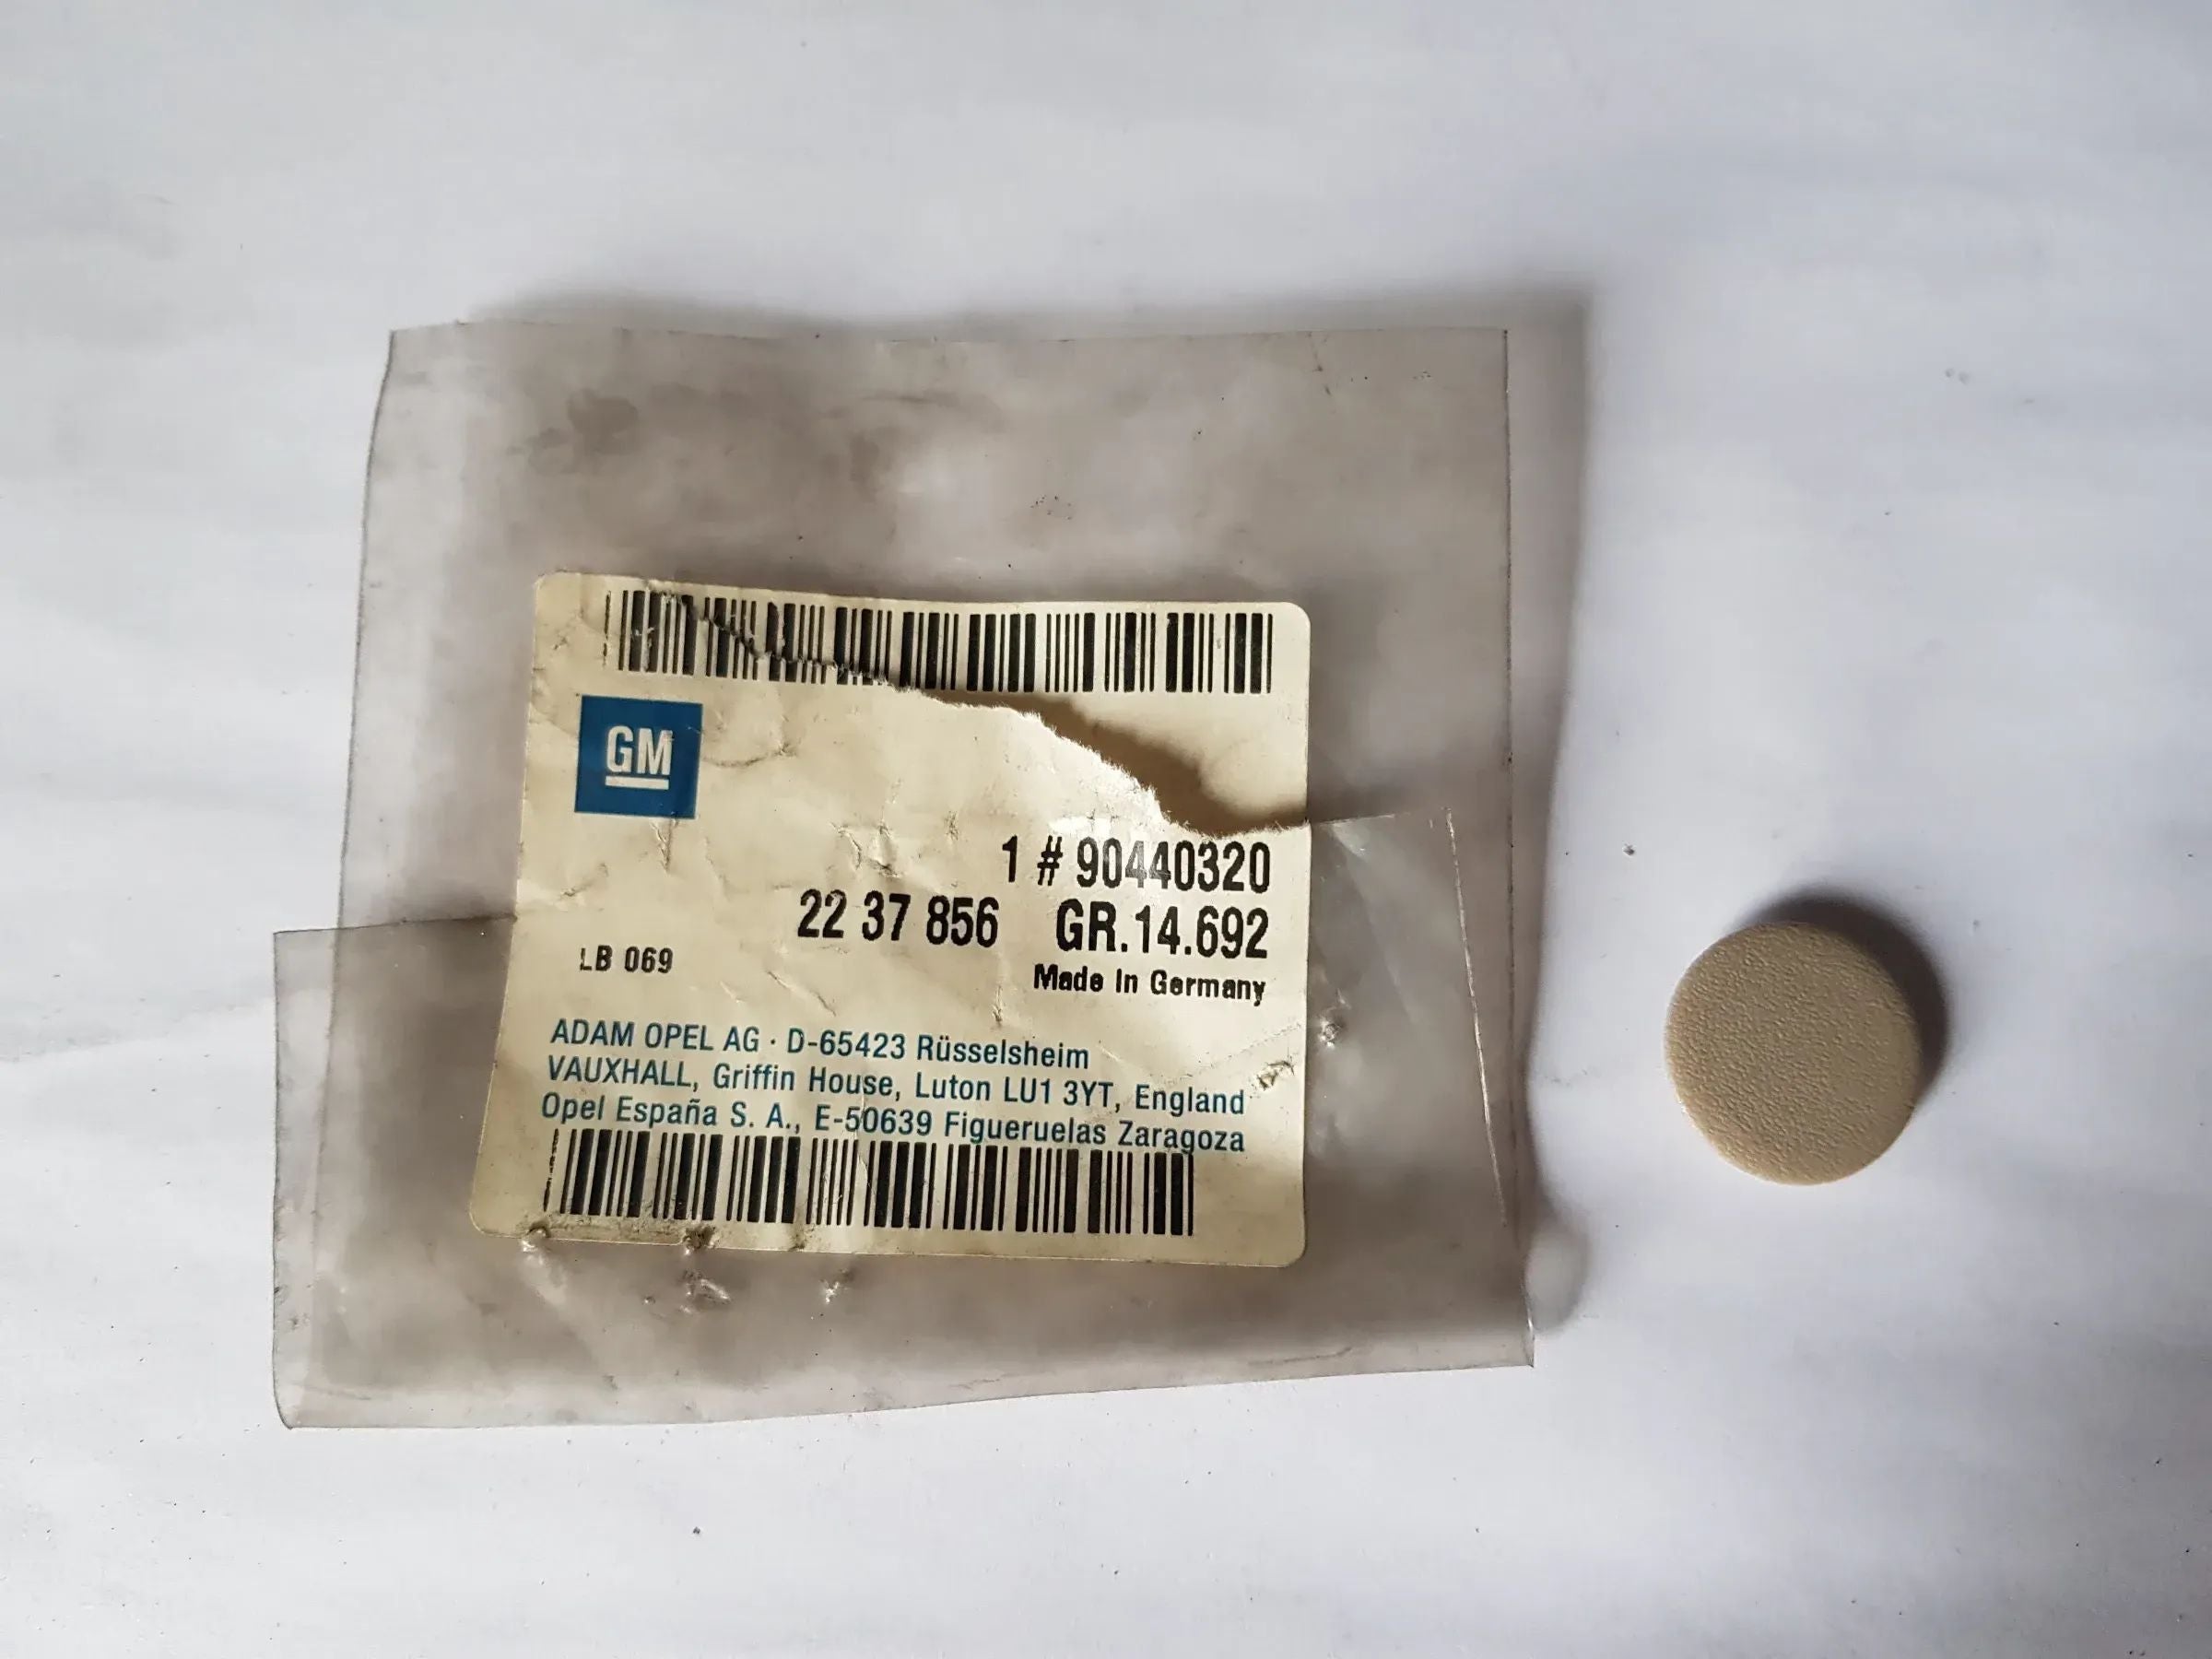 GM
1 # 90440320
22 37 856 GR.14.692
LB 069
Made In Germany
ADAM OPEL AG · D-65423 Rüsselsheim
VAUXHALL, Griffin House, Luton LU1 3YT, England
Opel España S. A., E-50639 Figueruelas Zaragoza